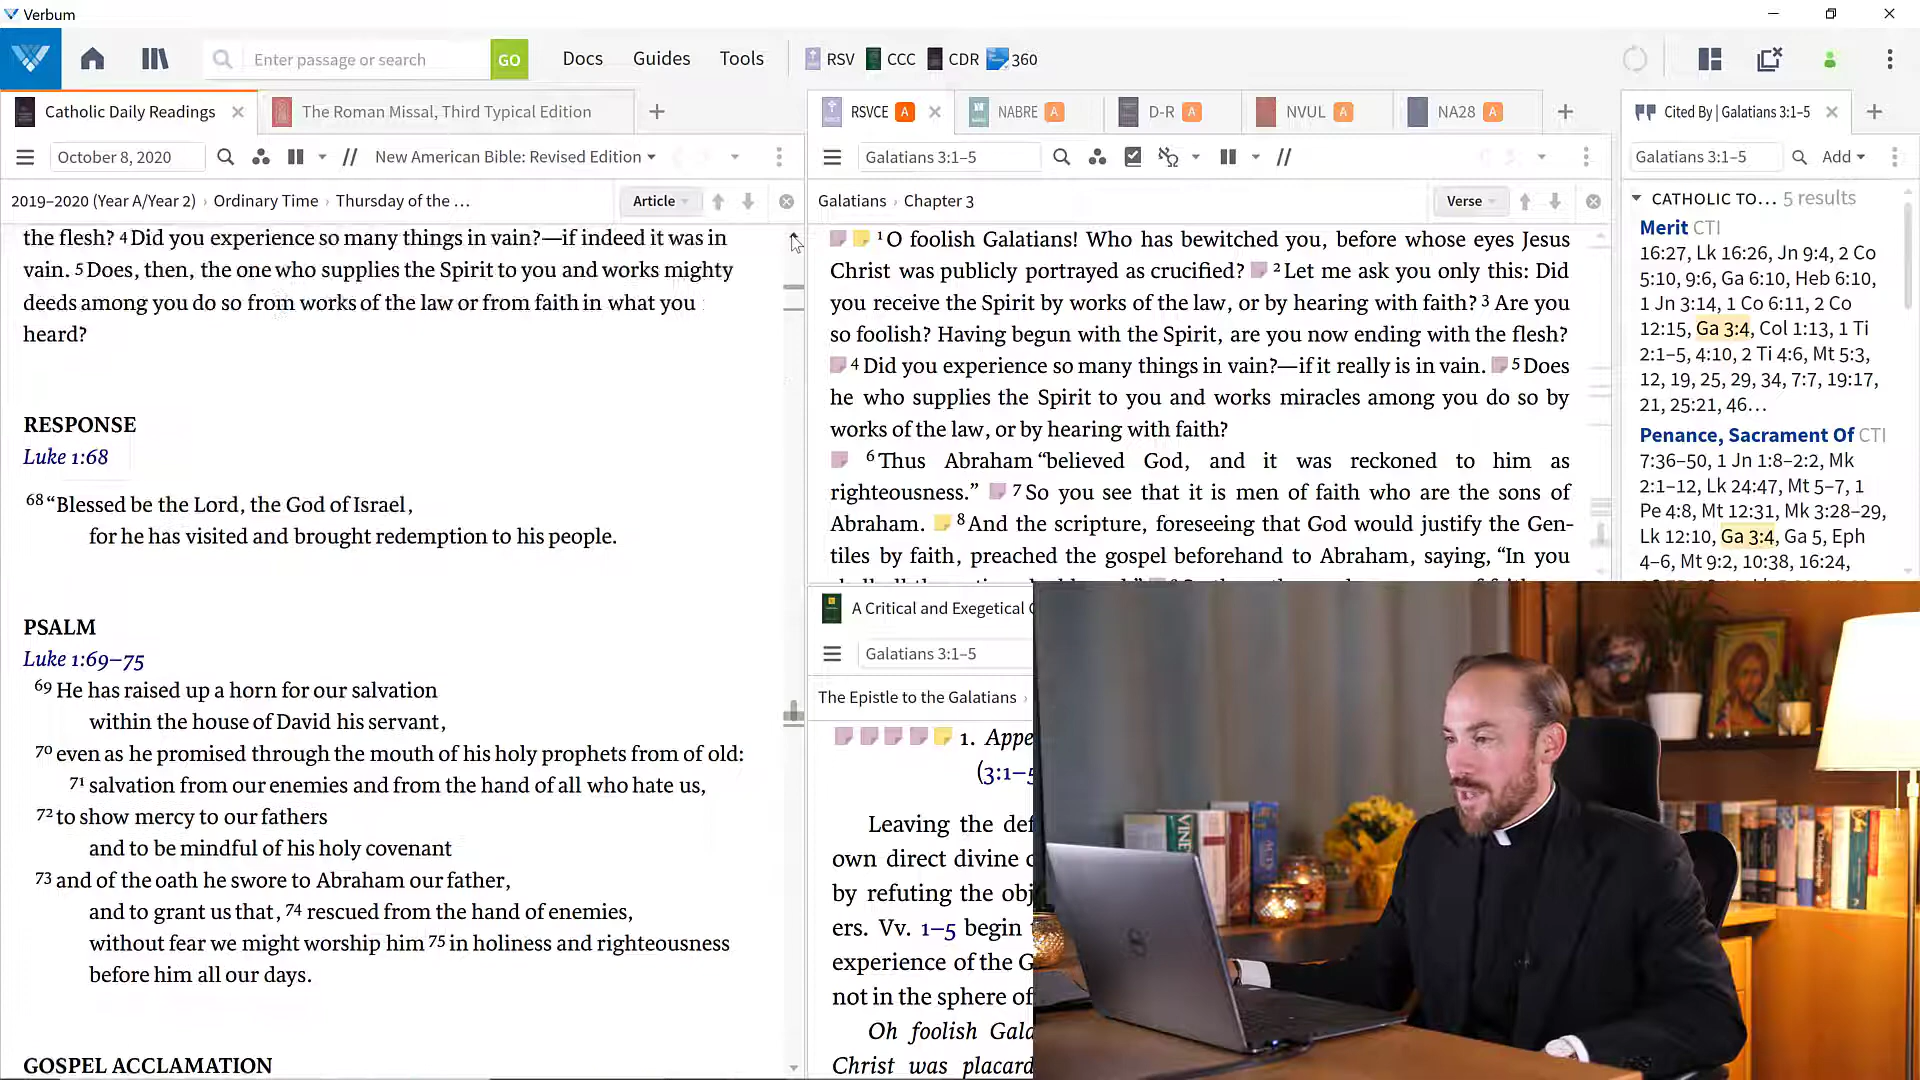 Verbum
Enter passage or search
GO
Docs
Guides
Tools
RSV
CCC
CDR
360
Catholic Daily Readings
The Roman Missal, Third Typical Edition
October 8, 2020
New American Bible: Revised Edition
2019–2020 (Year A/Year 2) › Ordinary Time › Thursday of the ...
Article
the flesh? 4 Did you experience so many things in vain?—if indeed it was in
vain. 5 Does, then, the one who supplies the Spirit to you and works mighty
deeds among you do so from works of the law or from faith in what you
heard?
RESPONSE
Luke 1:68
68 “Blessed be the Lord, the God of Israel,
for he has visited and brought redemption to his people.
PSALM
Luke 1:69–75
69 He has raised up a horn for our salvation
within the house of David his servant,
70 even as he promised through the mouth of his holy prophets from of old:
71 salvation from our enemies and from the hand of all who hate us,
72 to show mercy to our fathers
and to be mindful of his holy covenant
73 and of the oath he swore to Abraham our father,
and to grant us that, 74 rescued from the hand of enemies,
without fear we might worship him 75 in holiness and righteousness
before him all our days.
GOSPEL ACCLAMATION
RSVCE A
NABRE A
D-R A
NVUL A
NA28 A
Galatians 3:1–5
Galatians › Chapter 3
Verse
1 O foolish Galatians! Who has bewitched you, before whose eyes Jesus
Christ was publicly portrayed as crucified? 2 Let me ask you only this: Did
you receive the Spirit by works of the law, or by hearing with faith? 3 Are you
so foolish? Having begun with the Spirit, are you now ending with the flesh?
4 Did you experience so many things in vain?—if it really is in vain. 5 Does
he who supplies the Spirit to you and works miracles among you do so by
works of the law, or by hearing with faith?
6 Thus Abraham “believed God, and it was reckoned to him as
righteousness.” 7 So you see that it is men of faith who are the sons of
Abraham. 8 And the scripture, foreseeing that God would justify the Gen-
tiles by faith, preached the gospel beforehand to Abraham, saying, “In you
A Critical and Exegetical
Galatians 3:1–5
The Epistle to the Galatians ›
1. Appe
(3:1–5
Leaving the def
own direct divine
by refuting the obj
ers. Vv. 1–5 begin
experience of the G
not in the sphere of
Oh foolish Gala
Christ was placard
Cited By | Galatians 3:1–5
Galatians 3:1–5
Add
CATHOLIC TO... 5 results
Merit CTI
16:27, Lk 16:26, Jn 9:4, 2 Co
5:10, 9:6, Ga 6:10, Heb 6:10,
1 Jn 3:14, 1 Co 6:11, 2 Co
12:15, Ga 3:4, Col 1:13, 1 Ti
2:1–5, 4:10, 2 Ti 4:6, Mt 5:3,
12, 19, 25, 29, 34, 7:7, 19:17,
21, 25:21, 46...
Penance, Sacrament Of CTI
7:36–50, 1 Jn 1:8–2:2, Mk
2:1–12, Lk 24:47, Mt 5–7, 1
Pe 4:8, Mt 12:31, Mk 3:28–29,
Lk 12:10, Ga 3:4, Ga 5, Eph
4–6, Mt 9:2, 10:38, 16:24,
VINE